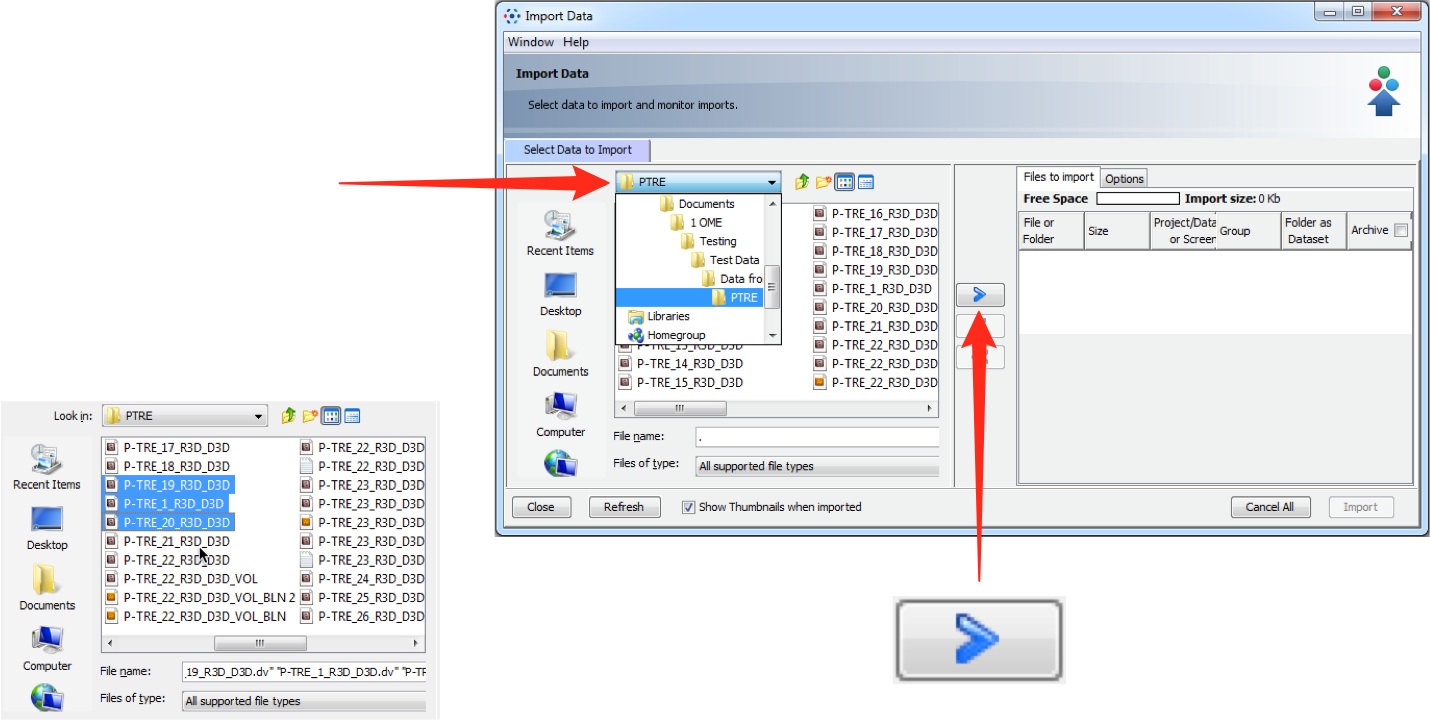 Import Data
Window Help
Import Data
Select data to import and monitor imports.
Select Data to Import
PTRE
Documents
1 OME
Testing
Test Data
Data fro
PTRE
Libraries
Homegroup
P-TRE_14_R3D_D3D
P-TRE_15_R3D_D3D
P-TRE_16_R3D_D3D
P-TRE_17_R3D_D3D
P-TRE_18_R3D_D3D
P-TRE_19_R3D_D3D
P-TRE_1_R3D_D3D
P-TRE_20_R3D_D3D
P-TRE_21_R3D_D3D
P-TRE_22_R3D_D3D
P-TRE_22_R3D_D3D
P-TRE_22_R3D_D3D
Recent Items
Desktop
Documents
Computer
File name: .
Files of type: All supported file types
Files to import Options
Free Space Import size: 0 Kb
File or Folder Size Project/Data or Screen Group Folder as Dataset Archive
Close Refresh Show Thumbnails when imported Cancel All Import
Look in: PTRE
Recent Items
Desktop
Documents
Computer
P-TRE_17_R3D_D3D
P-TRE_18_R3D_D3D
P-TRE_19_R3D_D3D
P-TRE_1_R3D_D3D
P-TRE_20_R3D_D3D
P-TRE_21_R3D_D3D
P-TRE_22_R3D_D3D
P-TRE_22_R3D_D3D_VOL
P-TRE_22_R3D_D3D_VOL_BLN 2
P-TRE_22_R3D_D3D_VOL_BLN
P-TRE_22_R3D_D3D
P-TRE_22_R3D_D3D
P-TRE_23_R3D_D3D
P-TRE_23_R3D_D3D
P-TRE_23_R3D_D3D
P-TRE_23_R3D_D3D
P-TRE_23_R3D_D3D
P-TRE_24_R3D_D3D
P-TRE_25_R3D_D3D
P-TRE_26_R3D_D3D
File name: .19_R3D_D3D.dv" "P-TRE_1_R3D_D3D.dv" "P-TF
Files of type: All supported file types